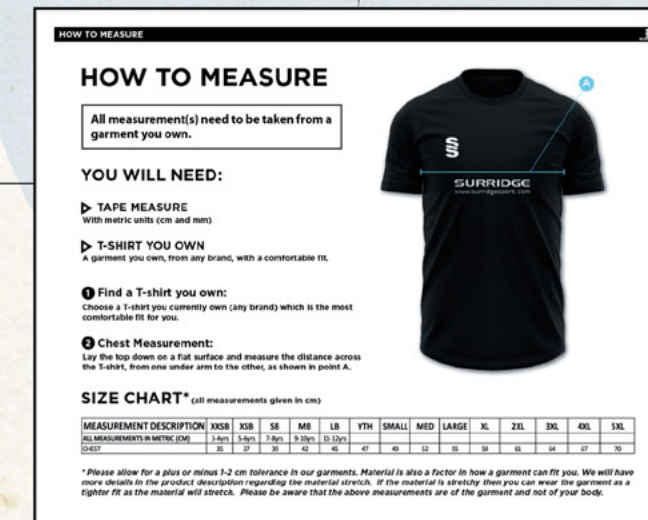 HOW TO MEASURE
HOW TO MEASURE
All measurement(s) need to be taken from a
garment you own.
YOU WILL NEED:
TAPE MEASURE
With metric units (cm and mm)
T-SHIRT YOU OWN
A garment you own, from any brand, with a comfortable fit.
1 Find a T-shirt you own:
Choose a T-shirt you currently own (any brand) which is the most
comfortable fit for you.
2 Chest Measurement:
Lay the top down on a flat surface and measure the distance across
the T-shirt, from one under arm to the other, as shown in point A.
A
SURRIDGE
www.surridgesport.com
SIZE CHART* (all measurements given in cm)
MEASUREMENT DESCRIPTION XXSB XSB SB MB LB YTH SMALL MED LARGE XL 2XL 3XL 4XL 5XL
ALL MEASUREMENTS IN METRIC (CM) 3-4yrs 5-6yrs 7-8yrs 9-10yrs 11-12yrs
CHEST 35 37 39 42 45 47 49 52 55 58 61 64 67 70
* Please allow for a plus or minus 1-2 cm tolerance in our garments. Material is also a factor in how a garment can fit you. We will have
more details in the product description regarding the material stretch. If the material is stretchy then you can wear the garment as a
tighter fit as the material will stretch. Please be aware that the above measurements are of the garment and not of your body.